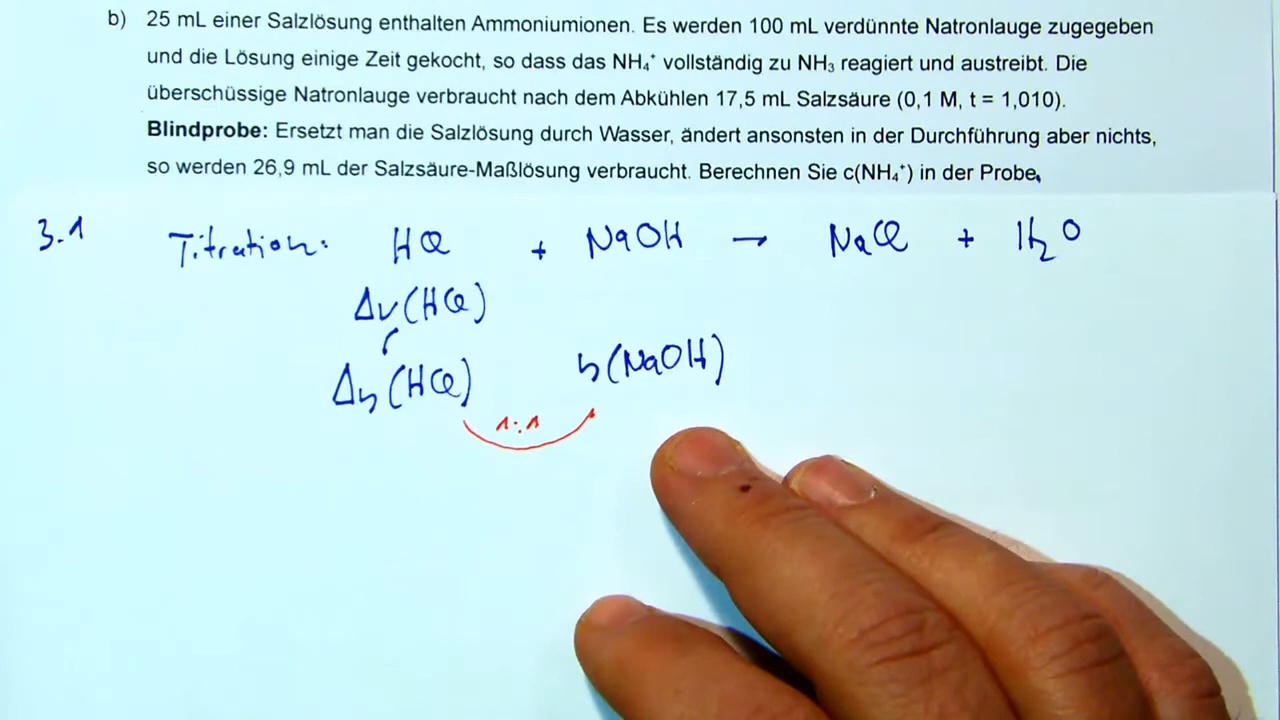 b) 25 mL einer Salzlösung enthalten Ammoniumionen. Es werden 100 mL verdünnte Natronlauge zugegeben
und die Lösung einige Zeit gekocht, so dass das NH₄⁺ vollständig zu NH₃ reagiert und austreibt. Die
überschüssige Natronlauge verbraucht nach dem Abkühlen 17,5 mL Salzsäure (0,1 M, t = 1,010).
Blindprobe: Ersetzt man die Salzlösung durch Wasser, ändert ansonsten in der Durchführung aber nichts,
so werden 26,9 mL der Salzsäure-Maßlösung verbraucht. Berechnen Sie c(NH₄⁺) in der Probe.
3.1 Titration: HCl + NaOH → NaCl + H₂O
Δv(HCl)
Δn(HCl) n(NaOH)
1:1